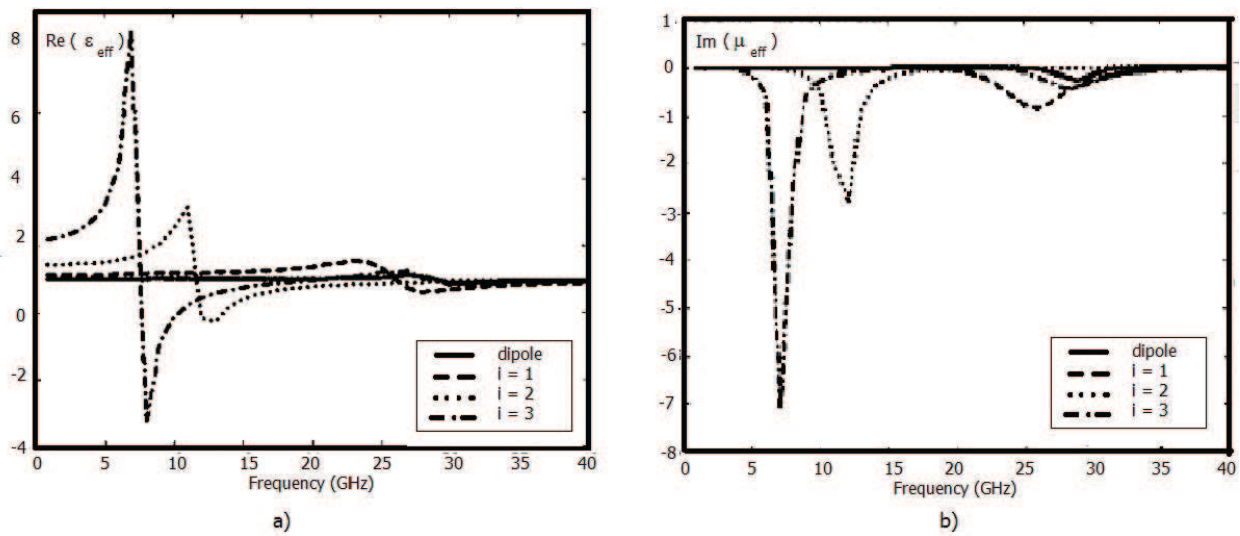 Re ( ε eff )
8
6
4
2
0
-2
-4
0 5 10 15 20 25 30 35 40
Frequency (GHz)
dipole
i = 1
i = 2
i = 3
a)
Im ( μ eff )
1
0
-1
-2
-3
-4
-5
-6
-7
-8
0 5 10 15 20 25 30 35 40
Frequency (GHz)
dipole
i = 1
i = 2
i = 3
b)